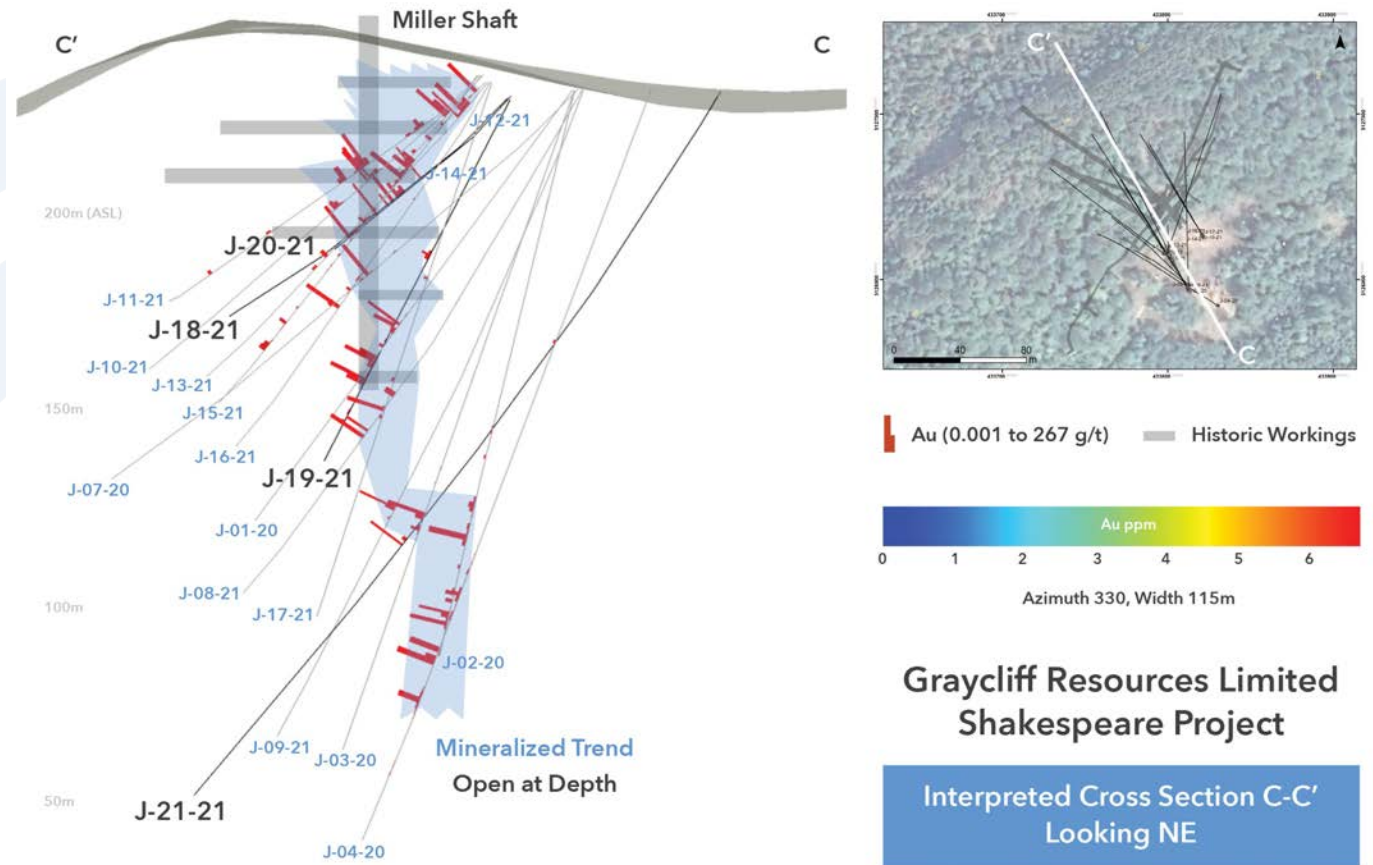 Miller Shaft
C'
C
J-12-21
J-14-21
200m (ASL)
J-20-21
J-11-21
J-18-21
J-10-21
J-13-21
150m
J-15-21
J-16-21
J-19-21
J-07-20
J-01-20
J-08-21
100m
J-17-21
J-02-20
J-09-21
J-03-20
Mineralized Trend
Open at Depth
50m
J-21-21
J-04-20
C'
C
0 40 80
m
Au (0.001 to 267 g/t)
Historic Workings
Au ppm
0 1 2 3 4 5 6
Azimuth 330, Width 115m
Graycliff Resources Limited
Shakespeare Project
Interpreted Cross Section C-C'
Looking NE